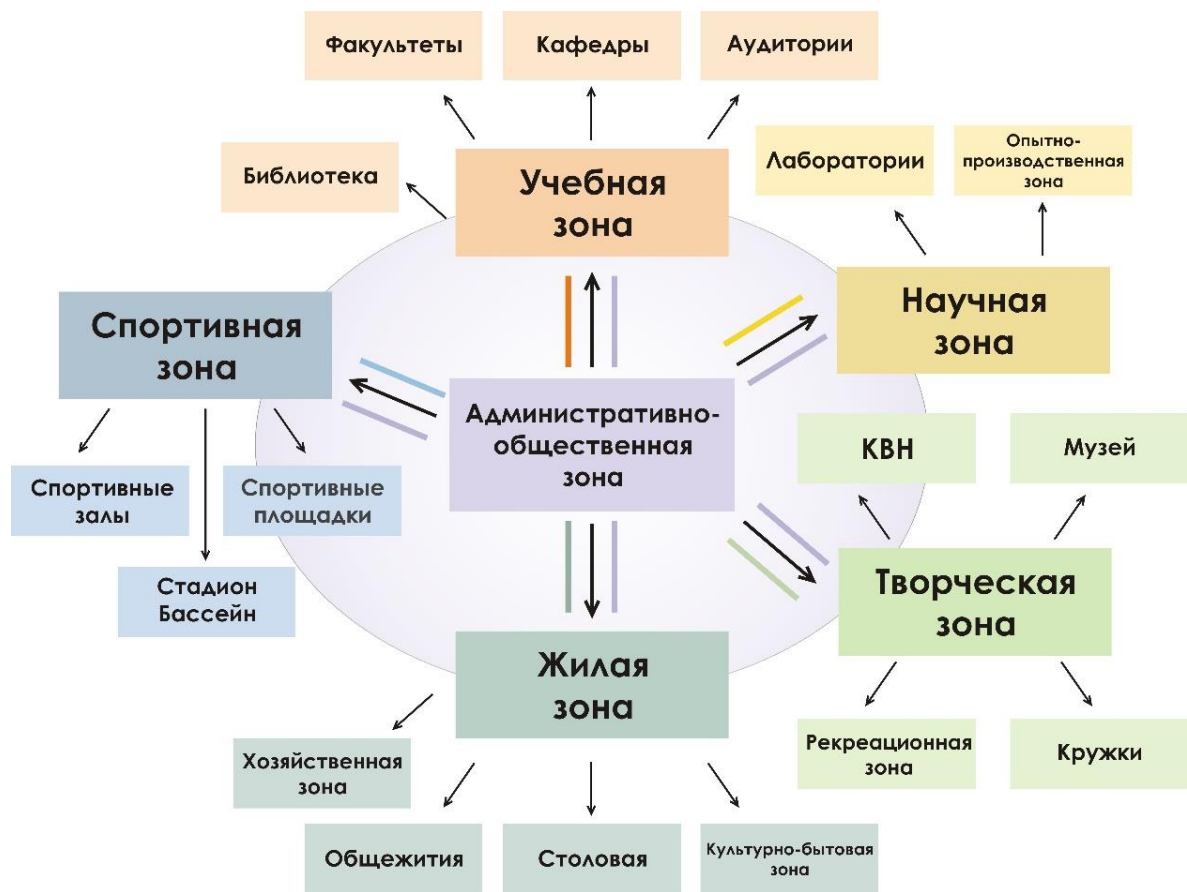 Факультеты
Кафедры
Аудитории
Библиотека
Учебная
зона
Лаборатории
Опытно-
производственная
зона
Спортивная
зона
Научная
зона
Административно-
общественная
зона
КВН
Музей
Спортивные
залы
Спортивные
площадки
Стадион
Бассейн
Творческая
зона
Жилая
зона
Хозяйственная
зона
Рекреационная
зона
Кружки
Общежития
Столовая
Культурно-бытовая
зона